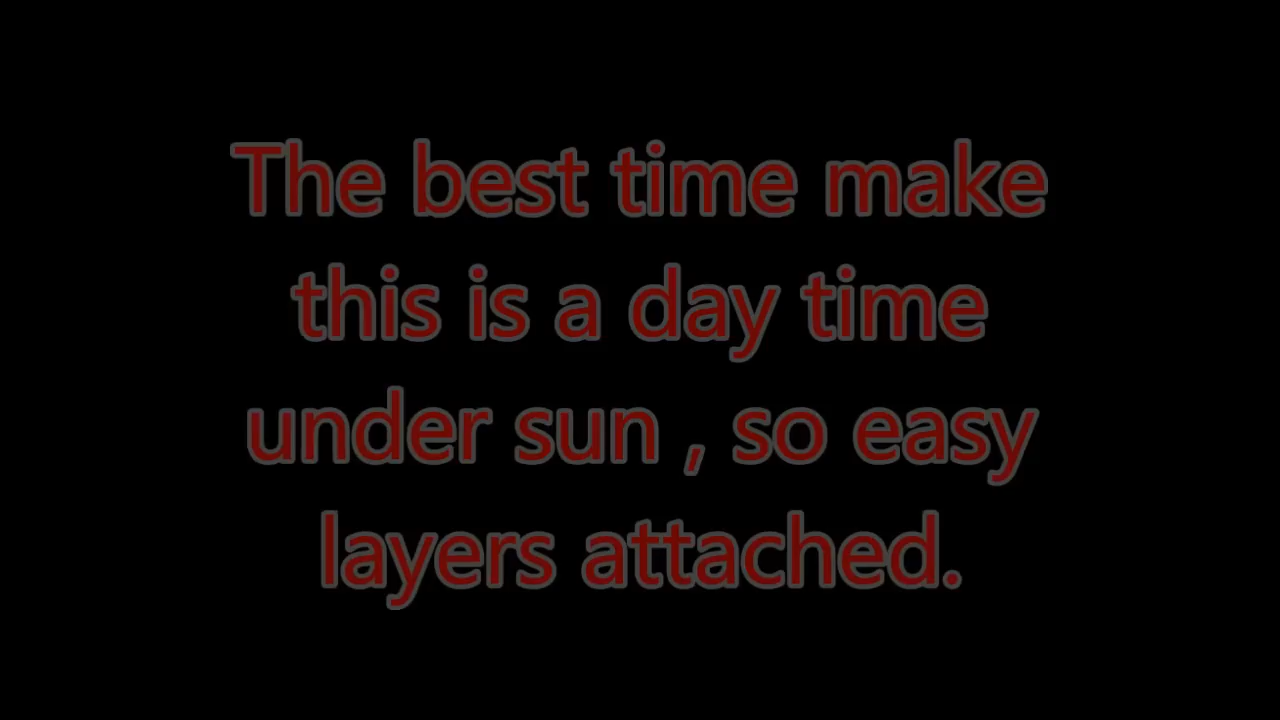 The best time make
this is a day time
under sun , so easy
layers attached.